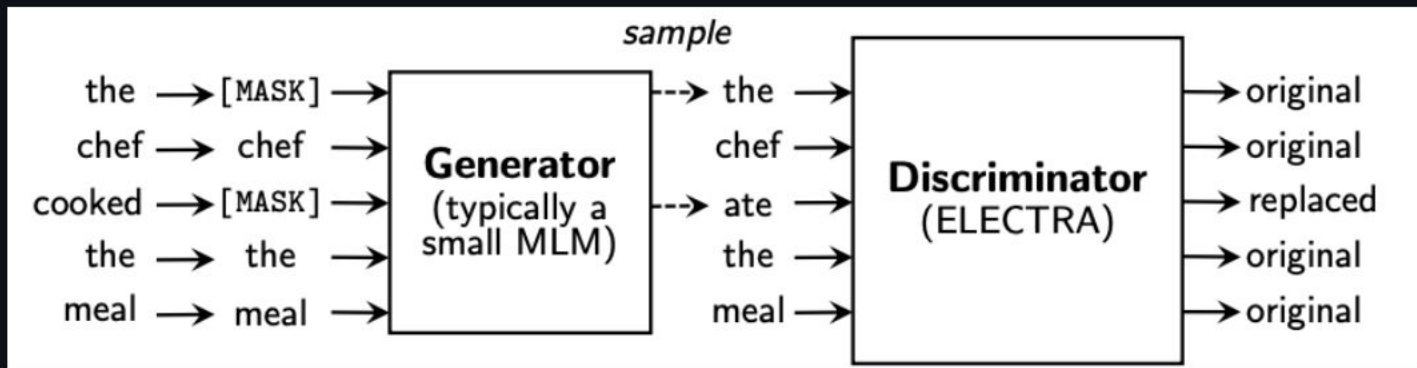 sample
the [MASK] the original
chef chef chef original
Generator
(typically a
small MLM)
Discriminator
(ELECTRA)
cooked [MASK] ate replaced
the the the original
meal meal meal original